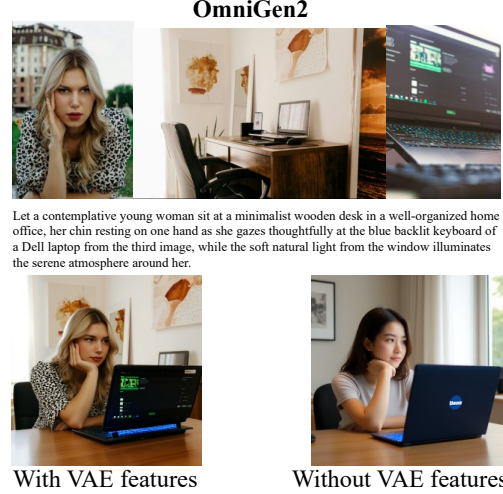 OmniGen2
Let a contemplative young woman sit at a minimalist wooden desk in a well-organized home
office, her chin resting on one hand as she gazes thoughtfully at the blue backlit keyboard of
a Dell laptop from the third image, while the soft natural light from the window illuminates
the serene atmosphere around her.
With VAE features
Without VAE features